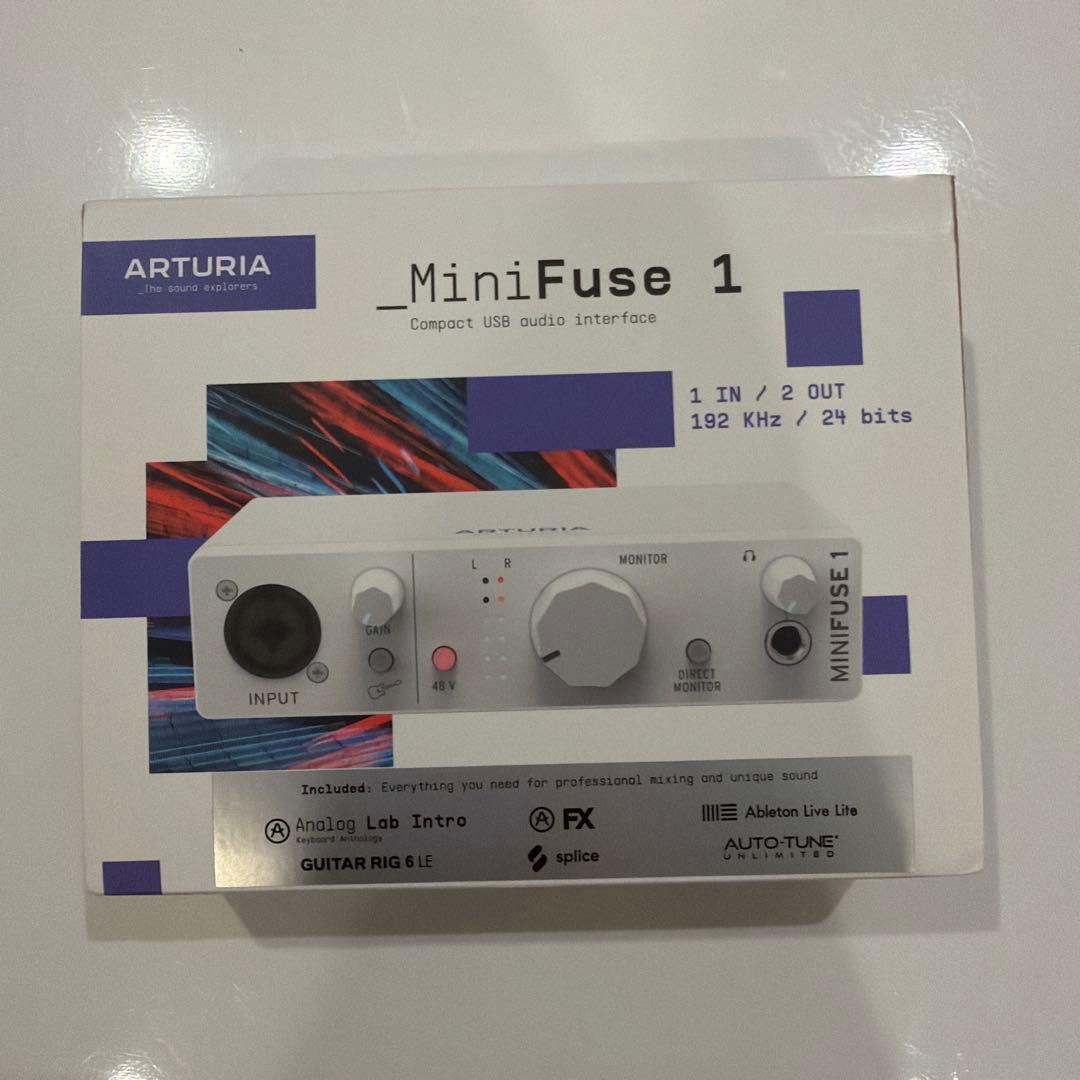 ARTURIA
_The sound explorers
_MiniFuse 1
Compact USB audio interface
1 IN / 2 OUT
192 KHz / 24 bits
ARTURIA
INPUT
GAIN
48 V
L R
MONITOR
DIRECT
MONITOR
MINIFUSE 1
Included: Everything you need for professional mixing and unique sound
Analog Lab Intro
Keyboard Anthology
FX
Ableton Live Lite
GUITAR RIG 6 LE
splice
AUTO-TUNE®
UNLIMITED